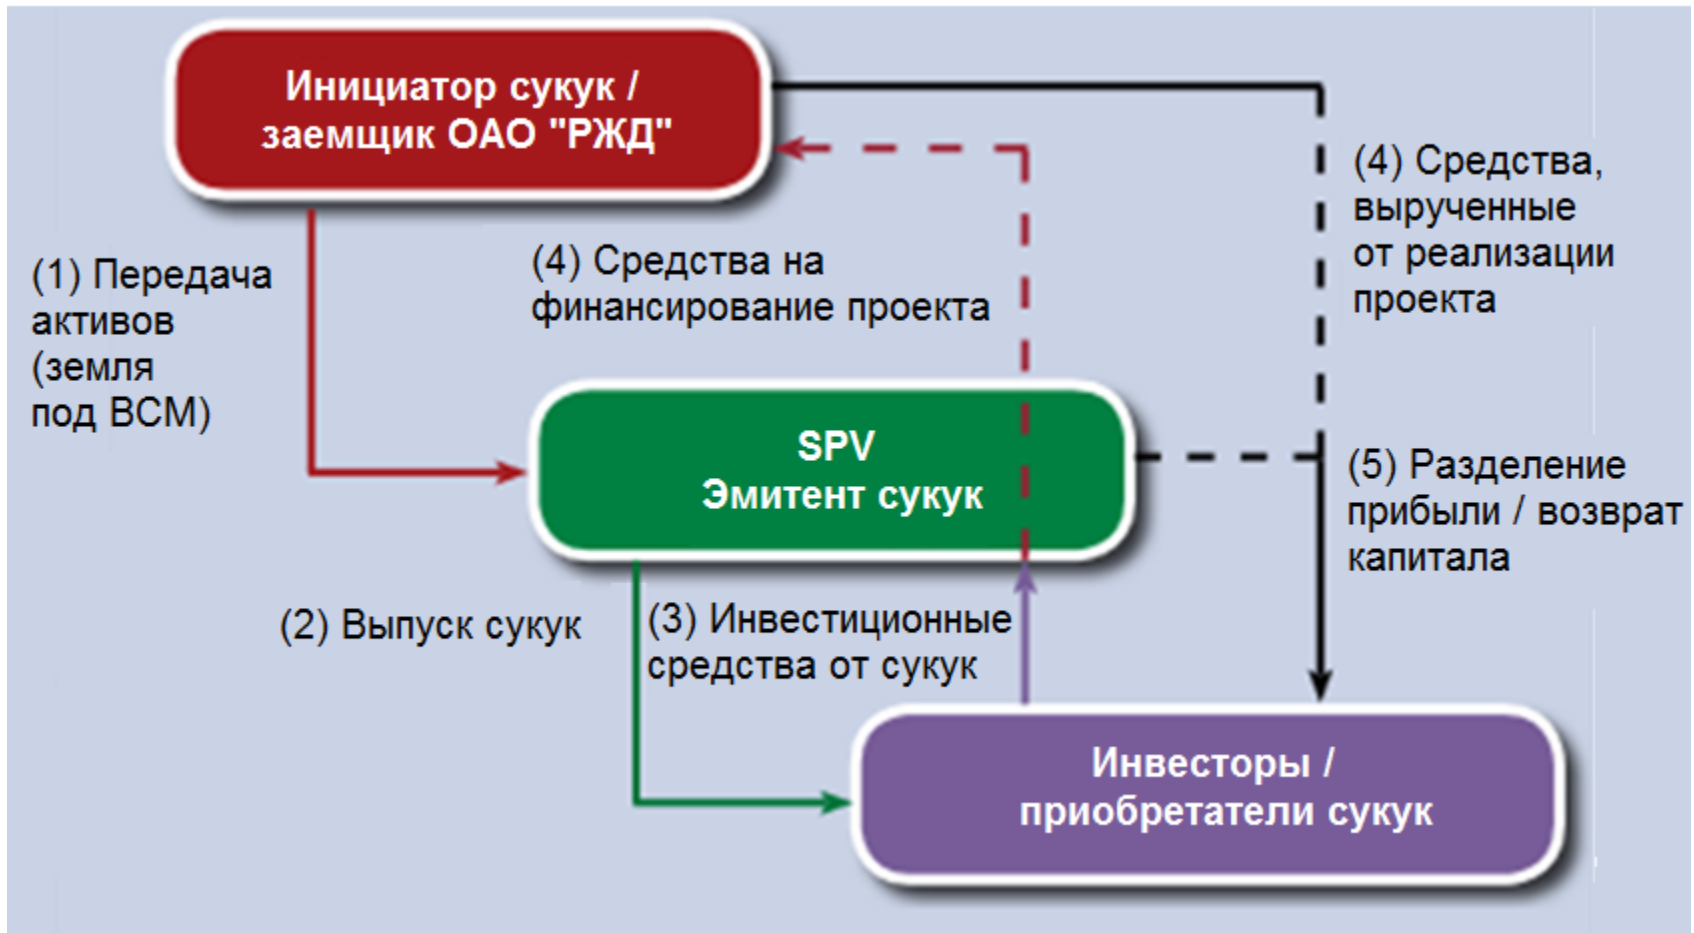 Инициатор сукук /
заемщик ОАО "РЖД"
(1) Передача
активов
(земля
под ВСМ)
(4) Средства на
финансирование проекта
(4) Средства,
вырученные
от реализации
проекта
SPV
Эмитент сукук
(5) Разделение
прибыли / возврат
капитала
(2) Выпуск сукук
(3) Инвестиционные
средства от сукук
Инвесторы /
приобретатели сукук